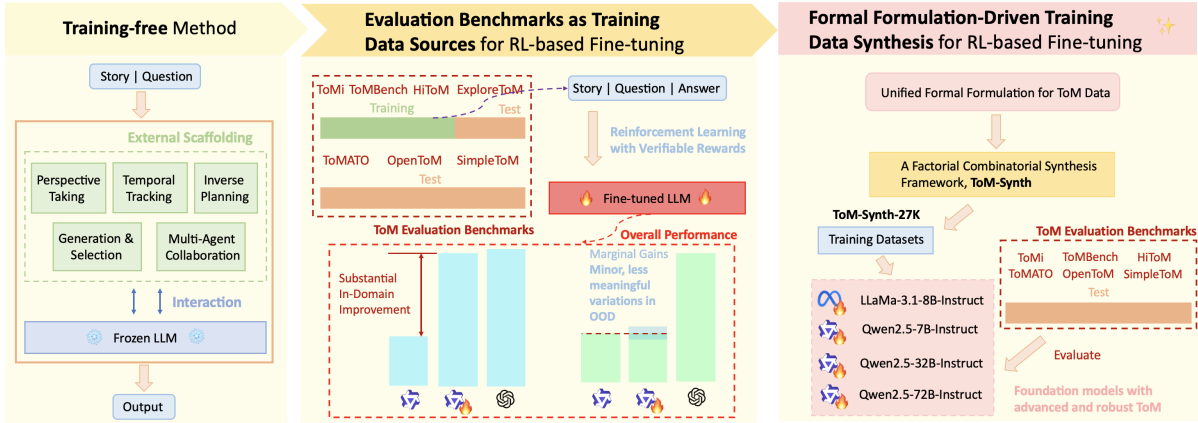 Training-free Method
Story | Question
External Scaffolding
Perspective
Taking
Temporal
Tracking
Inverse
Planning
Generation &
Selection
Multi-Agent
Collaboration
Interaction
Frozen LLM
Output
Evaluation Benchmarks as Training
Data Sources for RL-based Fine-tuning
ToMi ToMBench HiToM ExploreToM
Training
Test
ToMATO OpenToM SimpleToM
Test
ToM Evaluation Benchmarks
Story | Question | Answer
Reinforcement Learning
with Verifiable Rewards
Fine-tuned LLM
Overall Performance
Substantial
In-Domain
Improvement
Marginal Gains
Minor, less
meaningful
variations in
OOD
Formal Formulation-Driven Training
Data Synthesis for RL-based Fine-tuning
Unified Formal Formulation for ToM Data
A Factorial Combinatorial Synthesis
Framework, ToM-Synth
ToM-Synth-27K
Training Datasets
LLaMa-3.1-8B-Instruct
Qwen2.5-7B-Instruct
Qwen2.5-32B-Instruct
Qwen2.5-72B-Instruct
ToM Evaluation Benchmarks
ToMi ToMBench HiToM
ToMATO OpenToM SimpleToM
Test
Evaluate
Foundation models with
advanced and robust ToM